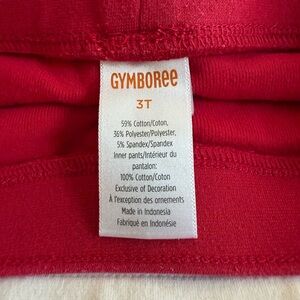 GYMBOREE
3T
59% Cotton/Coton,
36% Polyester/Polyester,
5% Spandex/Spandex
Inner pants/Intérieur du
pantalon:
100% Cotton/Coton
Exclusive of Decoration
À l'exception des ornements
Made in Indonesia
Fabriqué en Indonésie